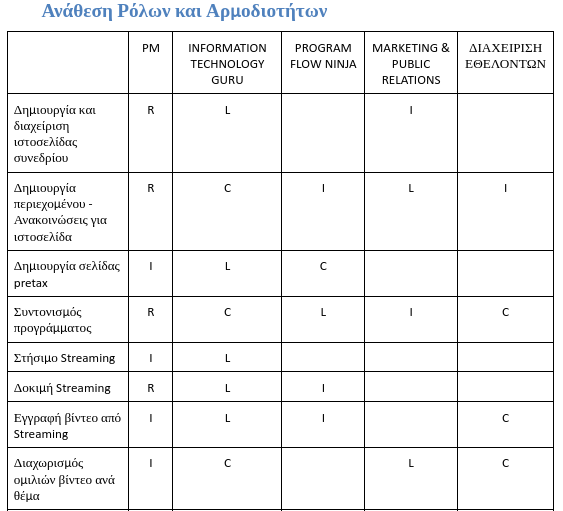 Ανάθεση Ρόλων και Αρμοδιοτήτων
PM
INFORMATION
TECHNOLOGY
GURU
PROGRAM
FLOW NINJA
MARKETING &
PUBLIC
RELATIONS
ΔΙΑΧΕΙΡΙΣΗ
ΕΘΕΛΟΝΤΩΝ
Δημιουργία και
διαχείριση
ιστοσελίδας
συνεδρίου
R
L
I
Δημιουργία
περιεχομένου -
Ανακοινώσεις για
ιστοσελίδα
R
C
I
L
I
Δημιουργία σελίδας
pretax
I
L
C
Συντονισμός
προγράμματος
R
C
L
I
C
Στήσιμο Streaming
I
L
Δοκιμή Streaming
R
L
I
Εγγραφή βίντεο από
Streaming
I
L
I
C
Διαχωρισμός
ομιλιών βίντεο ανά
θέμα
I
C
L
C